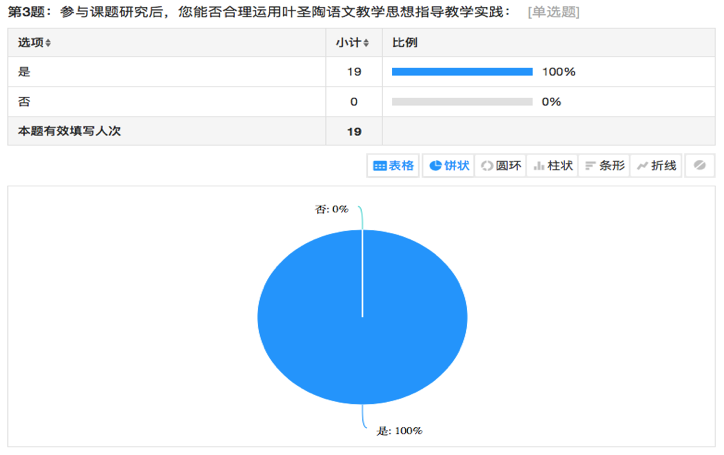 第3题：参与课题研究后，您能否合理运用叶圣陶语文教学思想指导教学实践： [单选题]
选项 小计 比例
是 19 100%
否 0 0%
本题有效填写人次 19
表格 饼状 圆环 柱状 条形 折线
否: 0%
是: 100%